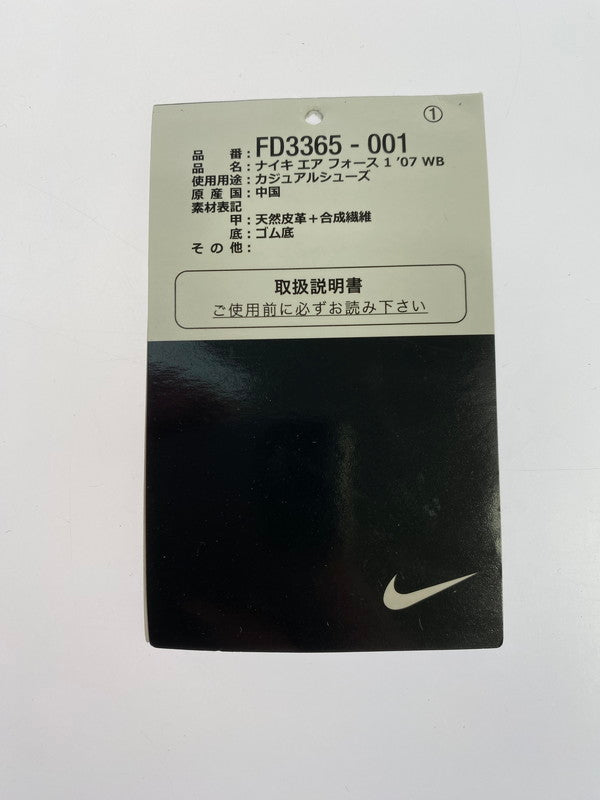 ①
品番：FD3365 - 001
品名：ナイキ エア フォース 1 '07 WB
使用用途：カジュアルシューズ
原産国：中国
素材表記
甲：天然皮革＋合成繊維
底：ゴム底
その他：
取扱説明書
ご使用前に必ずお読み下さい